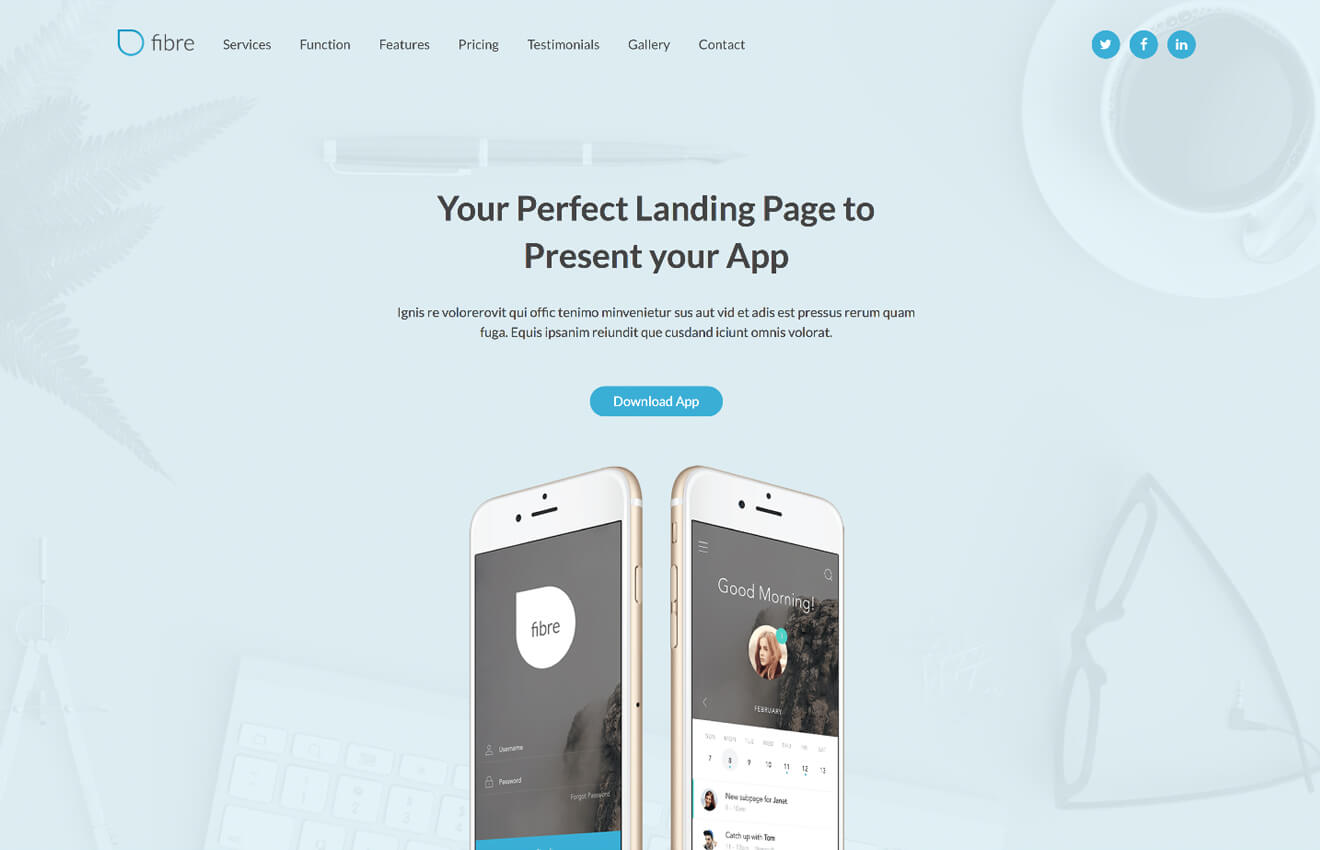 fibre Services Function Features Pricing Testimonials Gallery Contact
Your Perfect Landing Page to
Present your App
Ignis re volorerovit qui offic tenimo minvenietur sus aut vid et adis est pressus rerum quam
fuga. Equis ipsanim reiundit que cusdand iciunt omnis volorat.
Download App
fibre
Username
Password
Forgot Password
Good Morning!
FEBRUARY
SUN MON TUE WED THU FRI SAT
7 8 9 10 11 12 13
New subpage for Janet
8 - 10am
Catch up with Tom